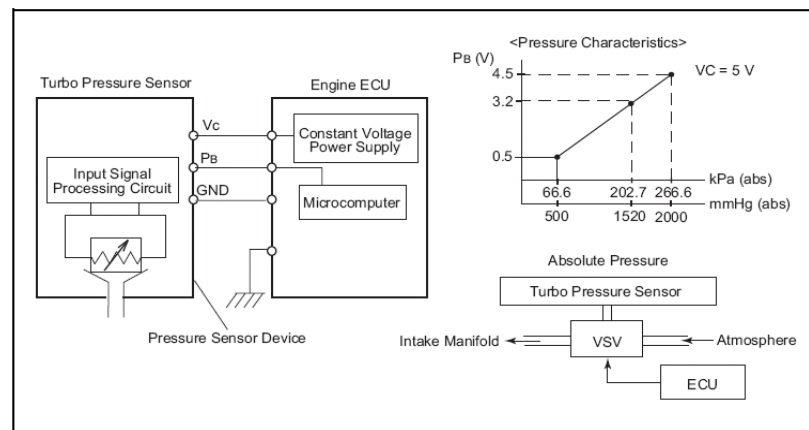 <Pressure Characteristics>
PB (V)
VC = 5 V
4.5
3.2
0.5
66.6 202.7 266.6 kPa (abs)
500 1520 2000 mmHg (abs)
Turbo Pressure Sensor
Engine ECU
VC
PB
GND
Constant Voltage
Power Supply
Input Signal
Processing Circuit
Microcomputer
Pressure Sensor Device
Absolute Pressure
Turbo Pressure Sensor
Intake Manifold
VSV
Atmosphere
ECU